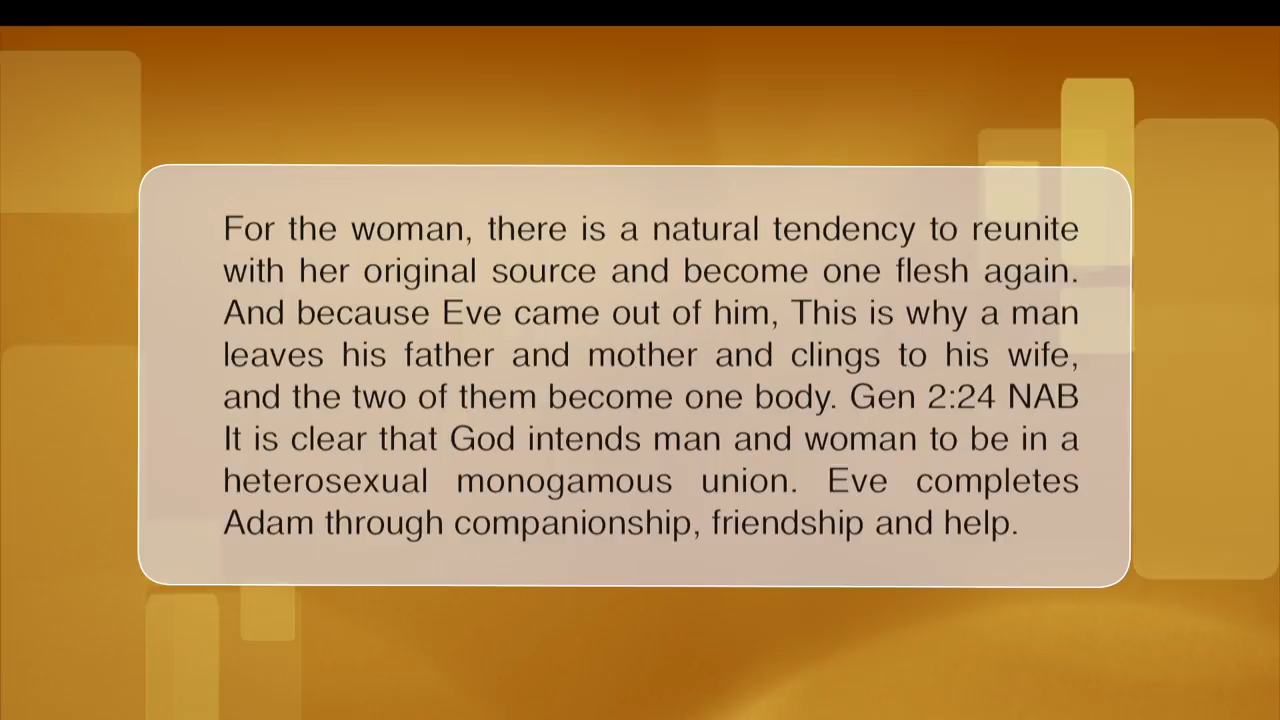 For the woman, there is a natural tendency to reunite
with her original source and become one flesh again.
And because Eve came out of him, This is why a man
leaves his father and mother and clings to his wife,
and the two of them become one body. Gen 2:24 NAB
It is clear that God intends man and woman to be in a
heterosexual monogamous union. Eve completes
Adam through companionship, friendship and help.